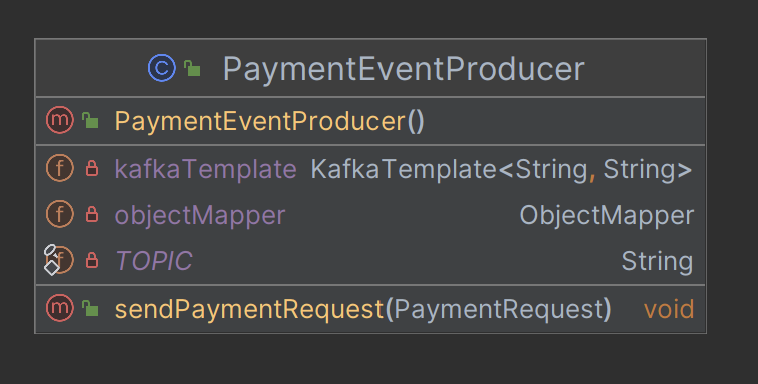 PaymentEventProducer
PaymentEventProducer()
kafkaTemplate KafkaTemplate<String, String>
objectMapper ObjectMapper
TOPIC String
sendPaymentRequest(PaymentRequest) void